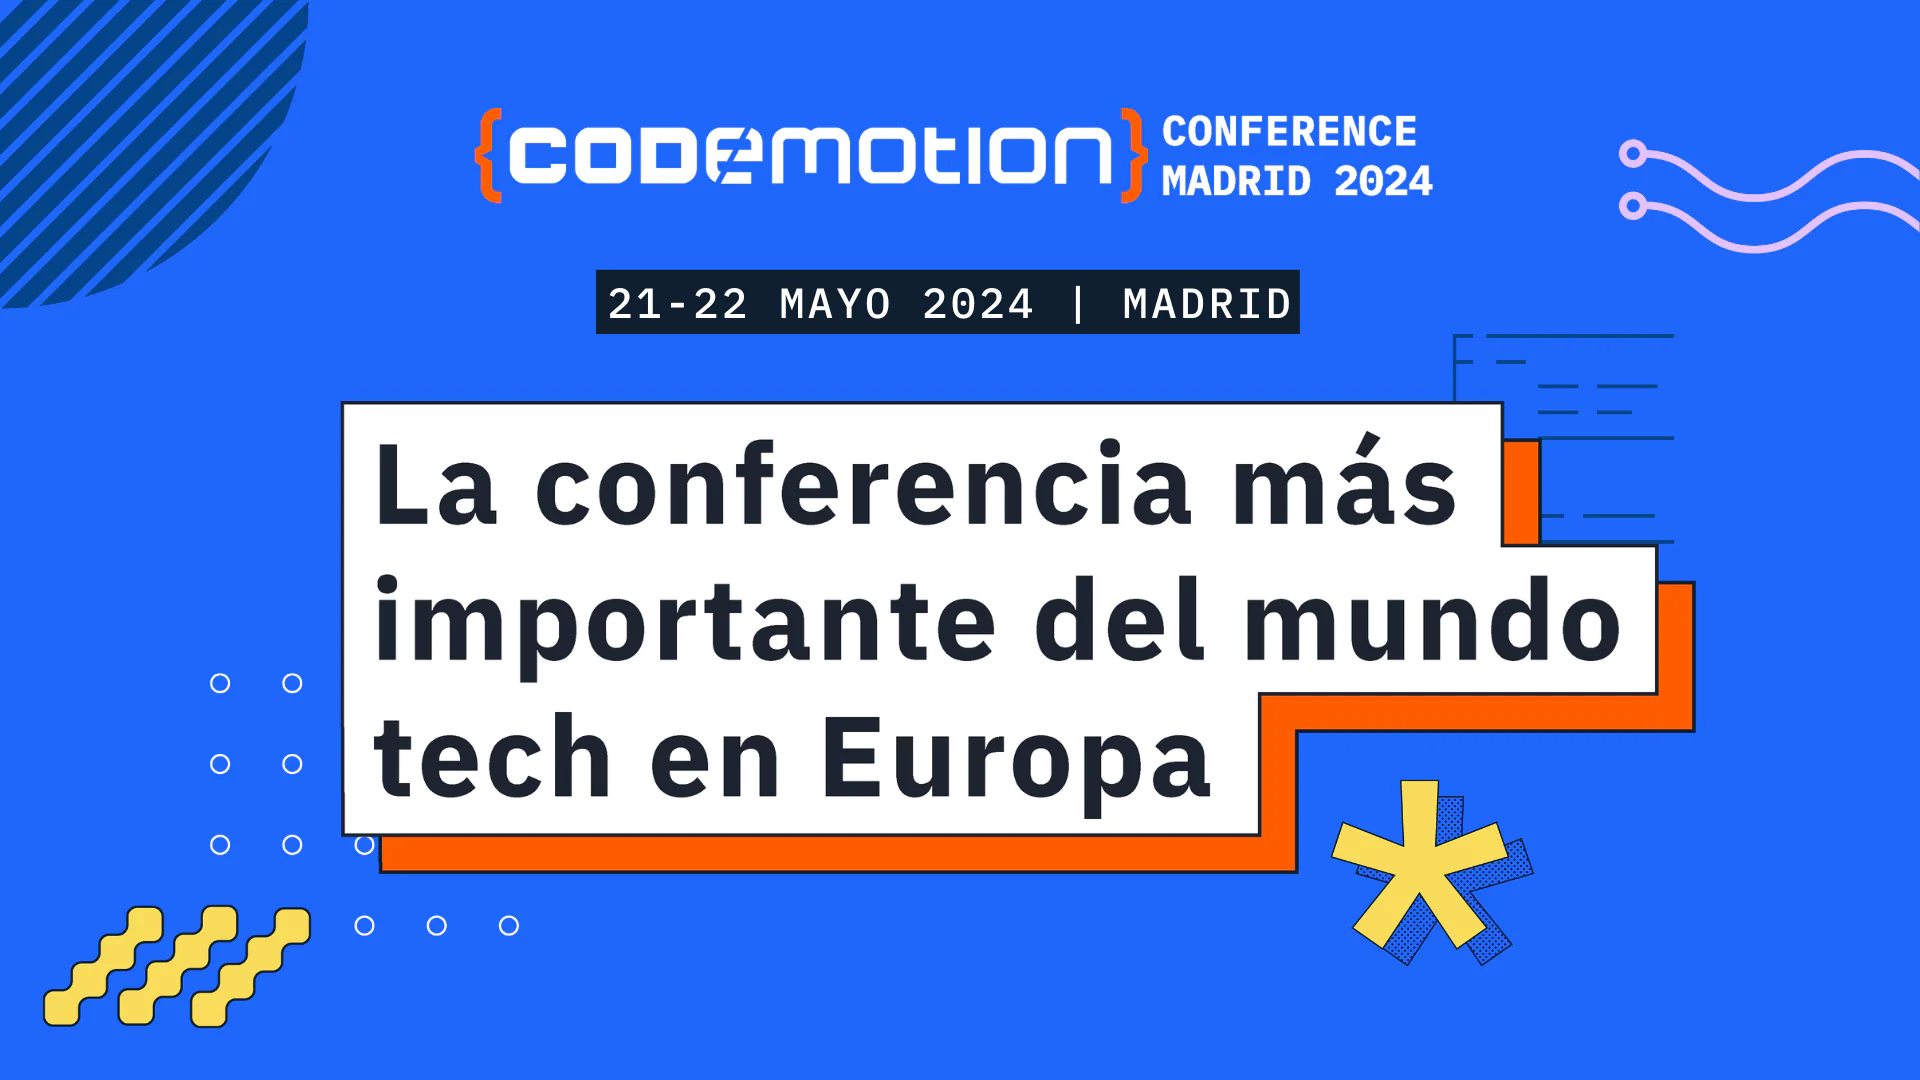 {CODEMOTION} CONFERENCE
MADRID 2024
21-22 MAYO 2024 | MADRID
La conferencia más
importante del mundo
tech en Europa